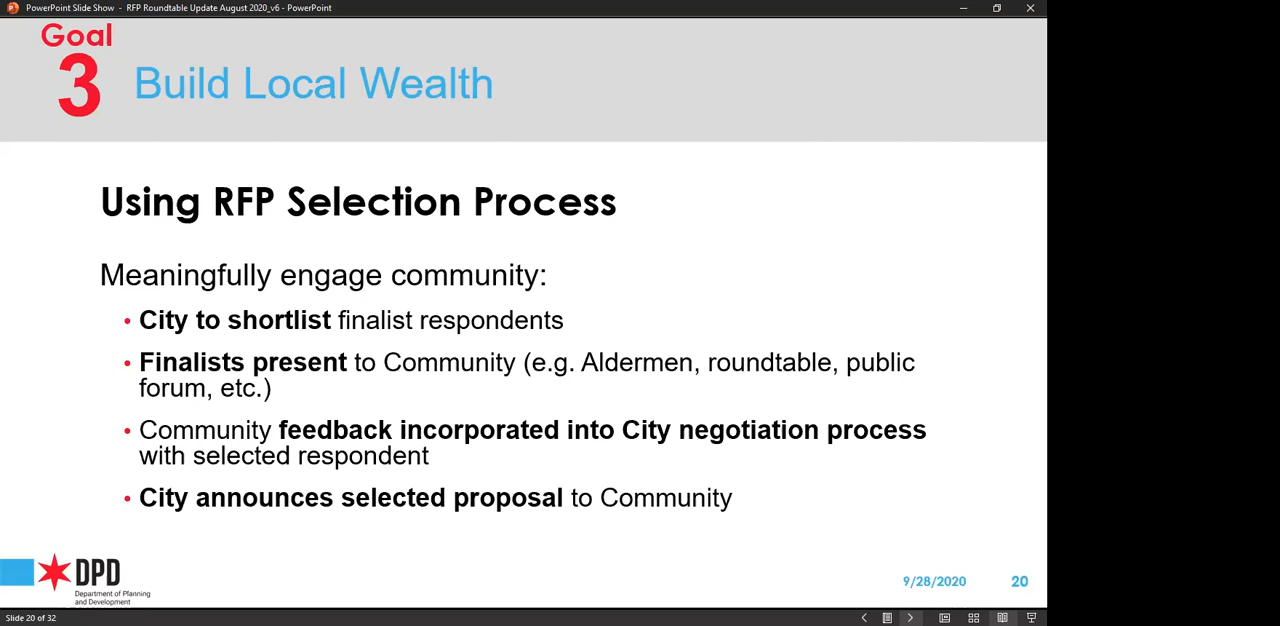 PowerPoint Slide Show - RFP Roundtable Update August 2020_v6 - PowerPoint
Goal
3
Build Local Wealth
Using RFP Selection Process
Meaningfully engage community:
• City to shortlist finalist respondents
• Finalists present to Community (e.g. Aldermen, roundtable, public
forum, etc.)
• Community feedback incorporated into City negotiation process
with selected respondent
• City announces selected proposal to Community
DPD
Department of Planning
and Development
9/28/2020
20
Slide 20 of 32